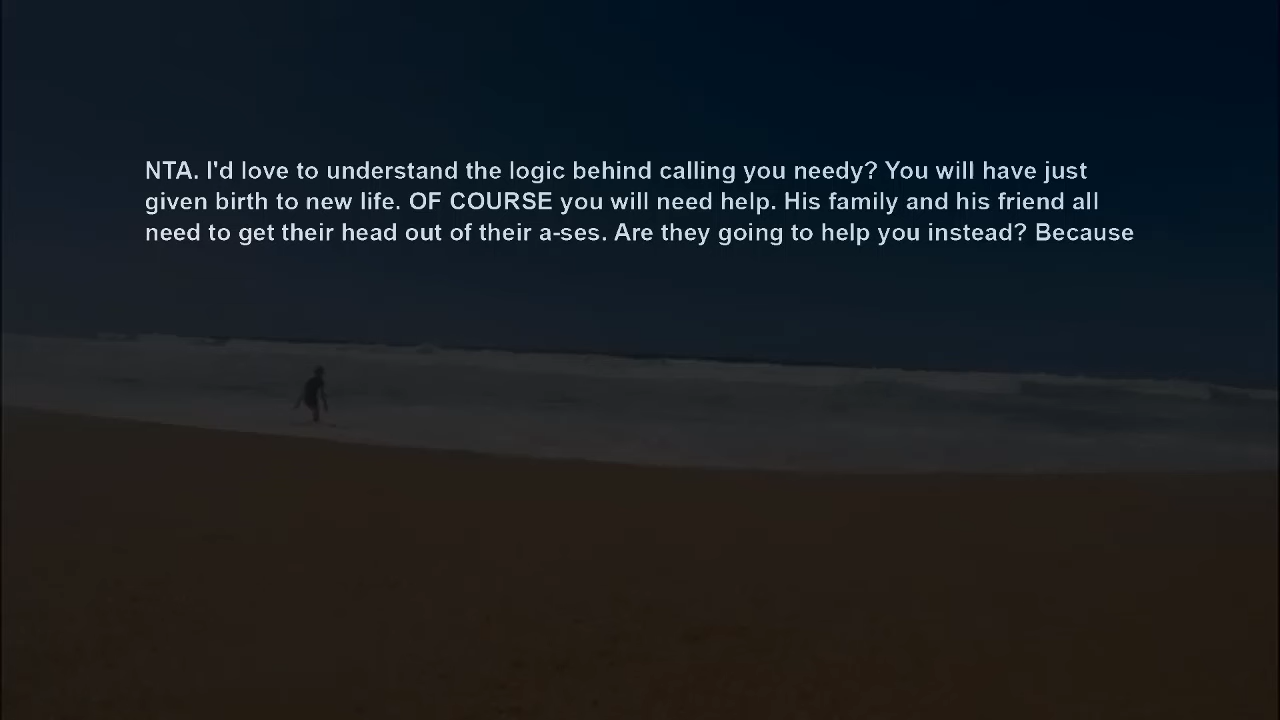 NTA. I'd love to understand the logic behind calling you needy? You will have just
given birth to new life. OF COURSE you will need help. His family and his friend all
need to get their head out of their a-ses. Are they going to help you instead? Because